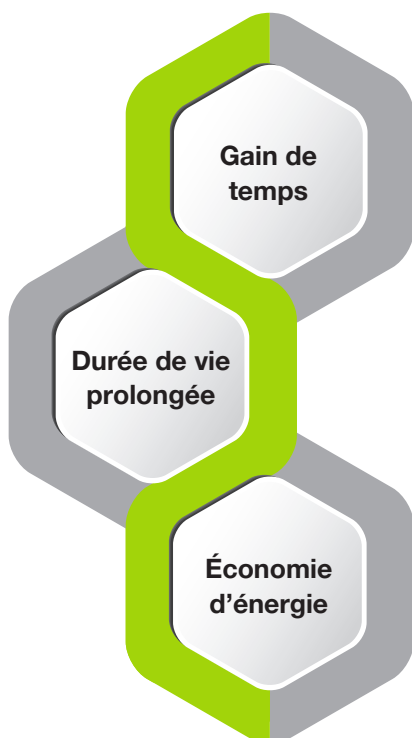 Gain de
temps
Durée de vie
prolongée
Économie
d’énergie